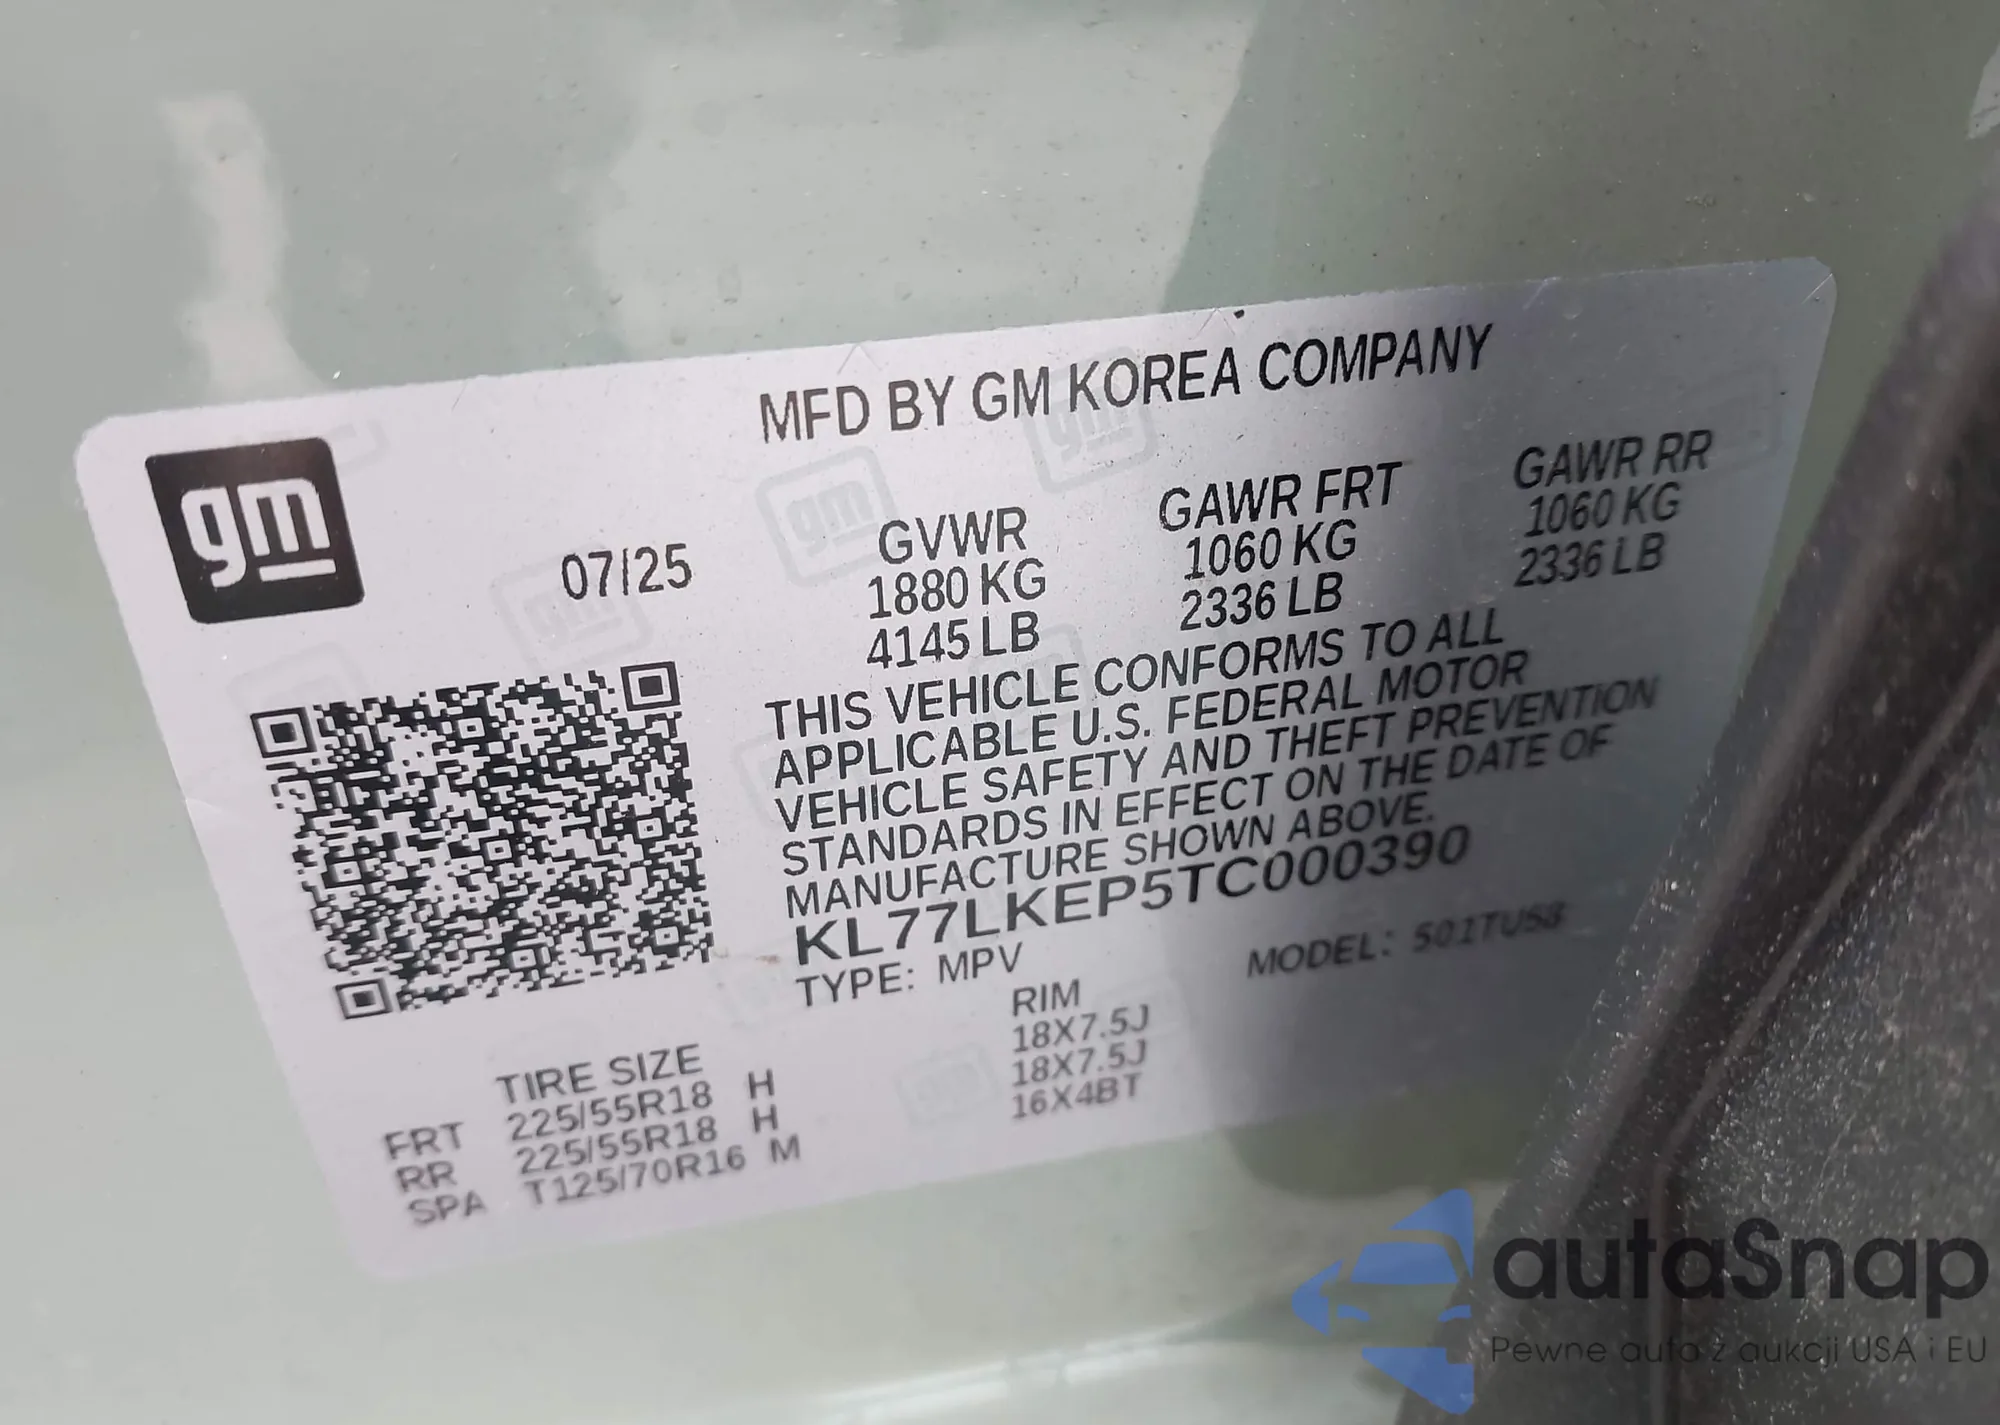 MFD BY GM KOREA COMPANY
gm
07/25
GVWR
1880 KG
4145 LB
GAWR FRT
1060 KG
2336 LB
GAWR RR
1060 KG
2336 LB
THIS VEHICLE CONFORMS TO ALL
APPLICABLE U.S. FEDERAL MOTOR
VEHICLE SAFETY AND THEFT PREVENTION
STANDARDS IN EFFECT ON THE DATE OF
MANUFACTURE SHOWN ABOVE.
KL77LKEP5TC000390
TYPE: MPV MODEL: 501TU58
TIRE SIZE RIM
FRT 225/55R18 H 18X7.5J
RR 225/55R18 H 18X7.5J
SPA T125/70R16 M 16X4BT
autaSnap
Pewne auta z aukcji USA i EU